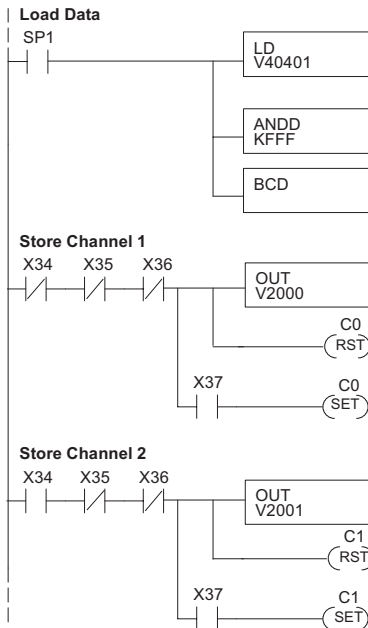 Load Data
SP1
LD
V40401
ANDD
KFFF
BCD
Store Channel 1
X34 X35 X36
OUT
V2000
C0
RST
X37 C0
SET
Store Channel 2
X34 X35 X36
OUT
V2001
C1
RST
X37 C1
SET